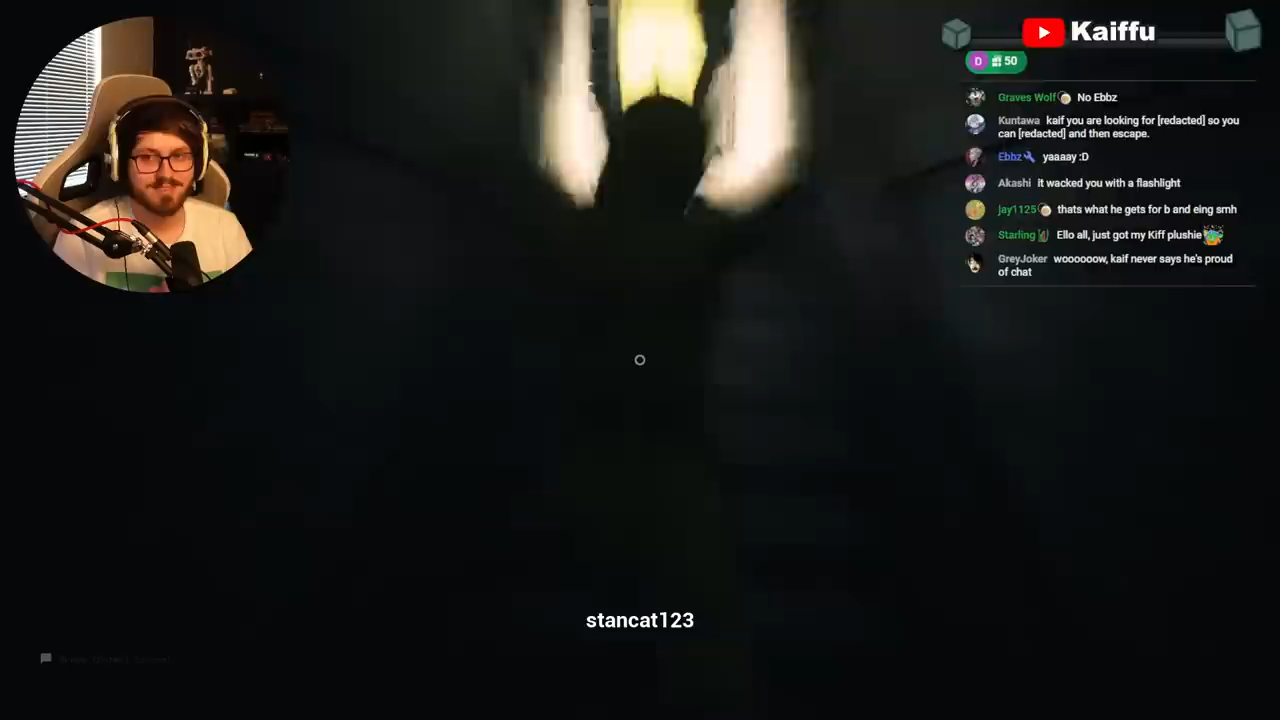 Kaiffu
D 50
Graves Wolf No Ebbz
Kuntawa kaif you are looking for [redacted] so you
can [redacted] and then escape.
Ebbz yaaaay :D
Akashi it wacked you with a flashlight
Jay1125 thats what he gets for b and eing smh
Starling Ello all, just got my Kiff plushie
GreyJoker woooooow, kaif never says he's proud
of chat
stancat123